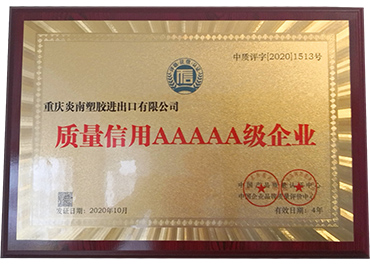 中质评字[2020]1513号
信
重庆炎南塑胶进出口有限公司
质量信用AAAAA级企业
发证日期：2020年10月
有效日期：4年